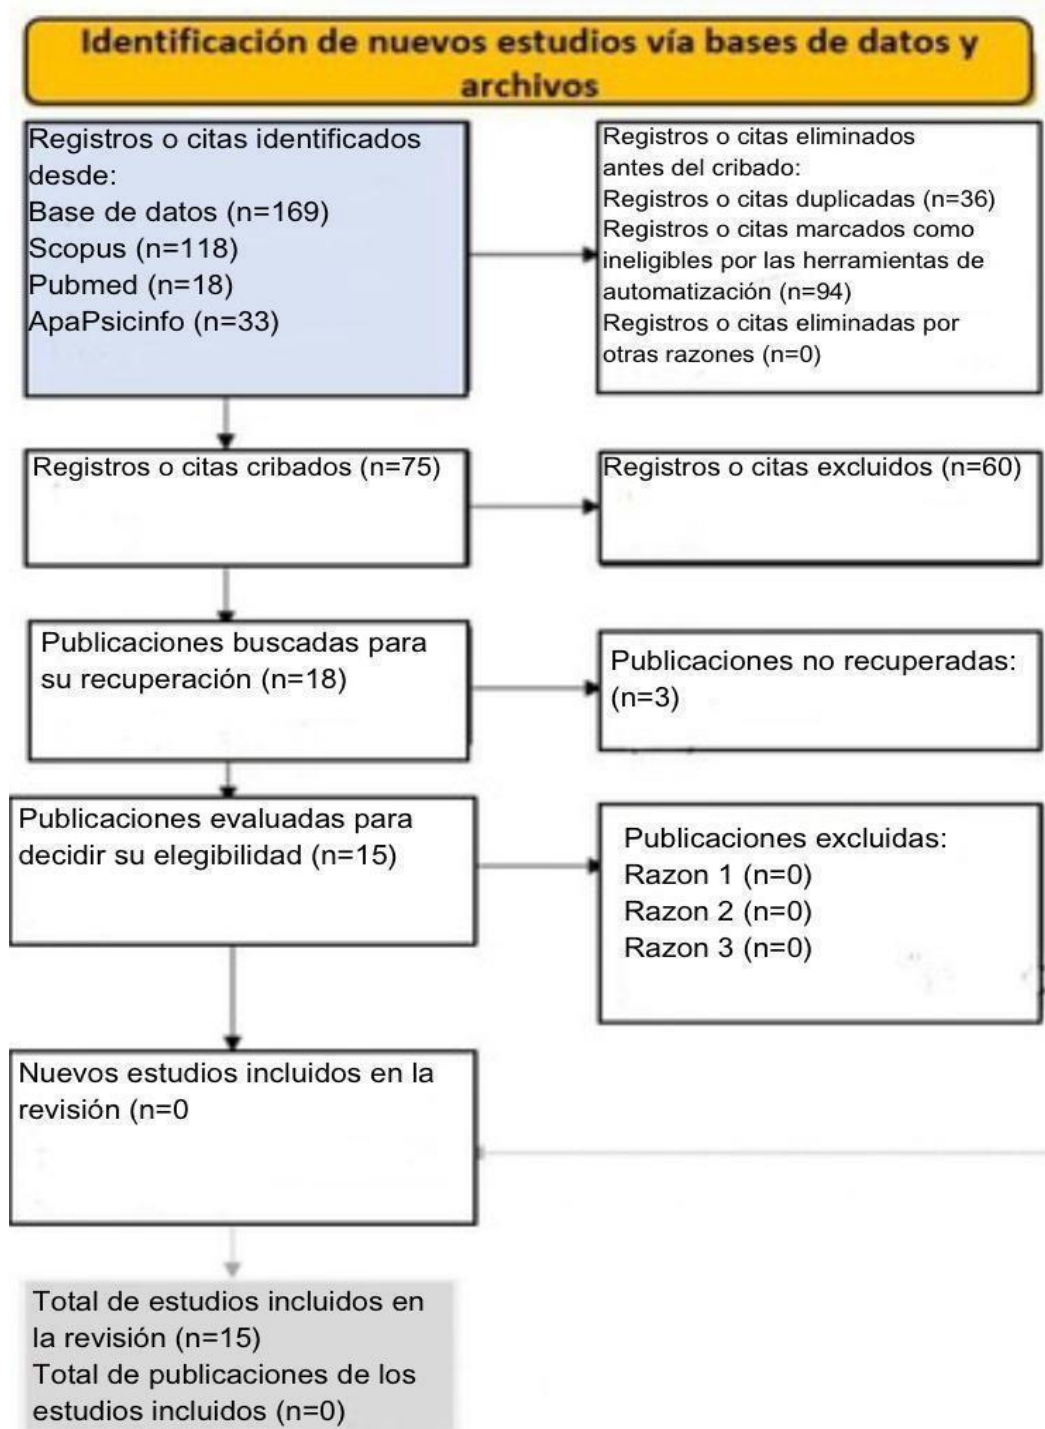 Identificación de nuevos estudios vía bases de datos y
archivos
Registros o citas identificados
desde:
Base de datos (n=169)
Scopus (n=118)
Pubmed (n=18)
ApaPsicinfo (n=33)
Registros o citas eliminados
antes del cribado:
Registros o citas duplicadas (n=36)
Registros o citas marcados como
ineligibles por las herramientas de
automatización (n=94)
Registros o citas eliminadas por
otras razones (n=0)
Registros o citas cribados (n=75)
Registros o citas excluidos (n=60)
Publicaciones buscadas para
su recuperación (n=18)
Publicaciones no recuperadas:
(n=3)
Publicaciones evaluadas para
decidir su elegibilidad (n=15)
Publicaciones excluidas:
Razon 1 (n=0)
Razon 2 (n=0)
Razon 3 (n=0)
Nuevos estudios incluidos en la
revisión (n=0
Total de estudios incluidos en
la revisión (n=15)
Total de publicaciones de los
estudios incluidos (n=0)